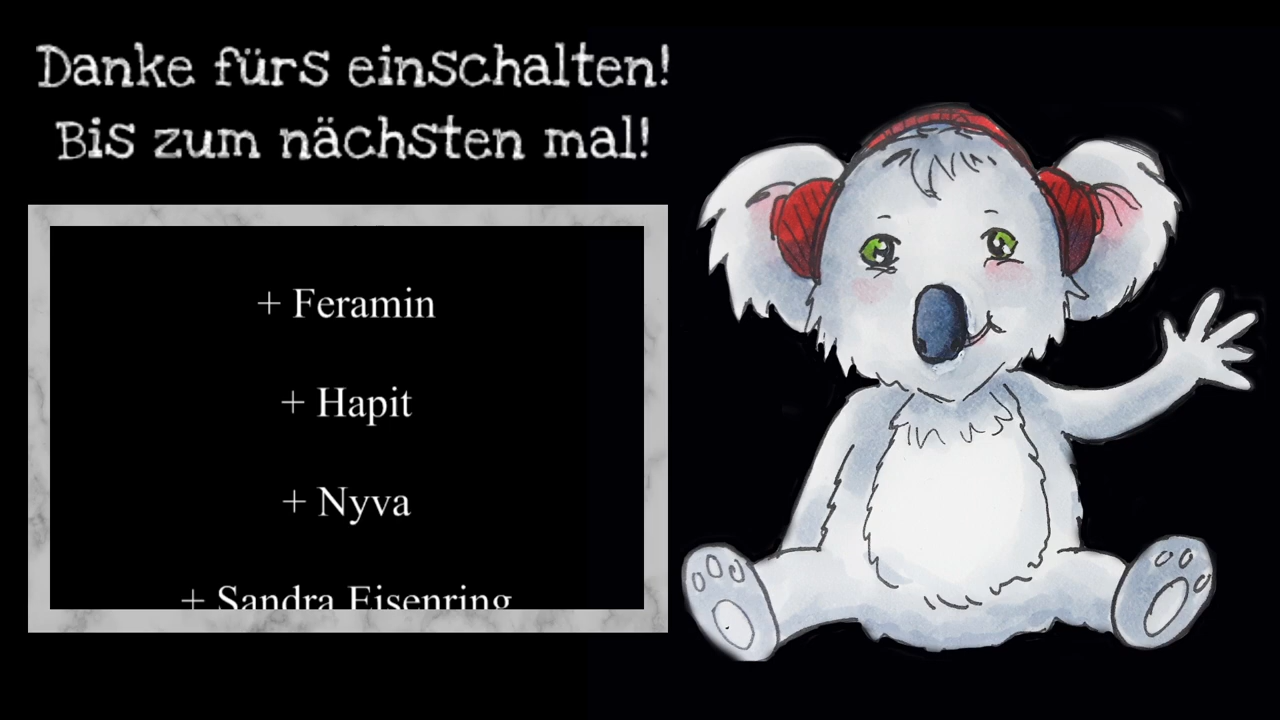 Danke fürs einschalten!
Bis zum nächsten mal!
+ Feramin
+ Hapit
+ Nyva
+ Sandra Eisenring